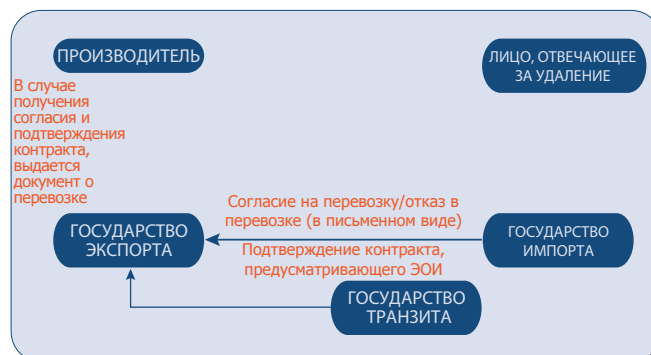 ПРОИЗВОДИТЕЛЬ
ЛИЦО, ОТВЕЧАЮЩЕЕ
ЗА УДАЛЕНИЕ
В случае
получения
согласия и
подтверждения
контракта,
выдается
документ о
перевозке
Согласие на перевозку/отказ в
перевозке (в письменном виде)
ГОСУДАРСТВО
ЭКСПОРТА
ГОСУДАРСТВО
ИМПОРТА
Подтверждение контракта,
предусматривающего ЭОИ
ГОСУДАРСТВО
ТРАНЗИТА